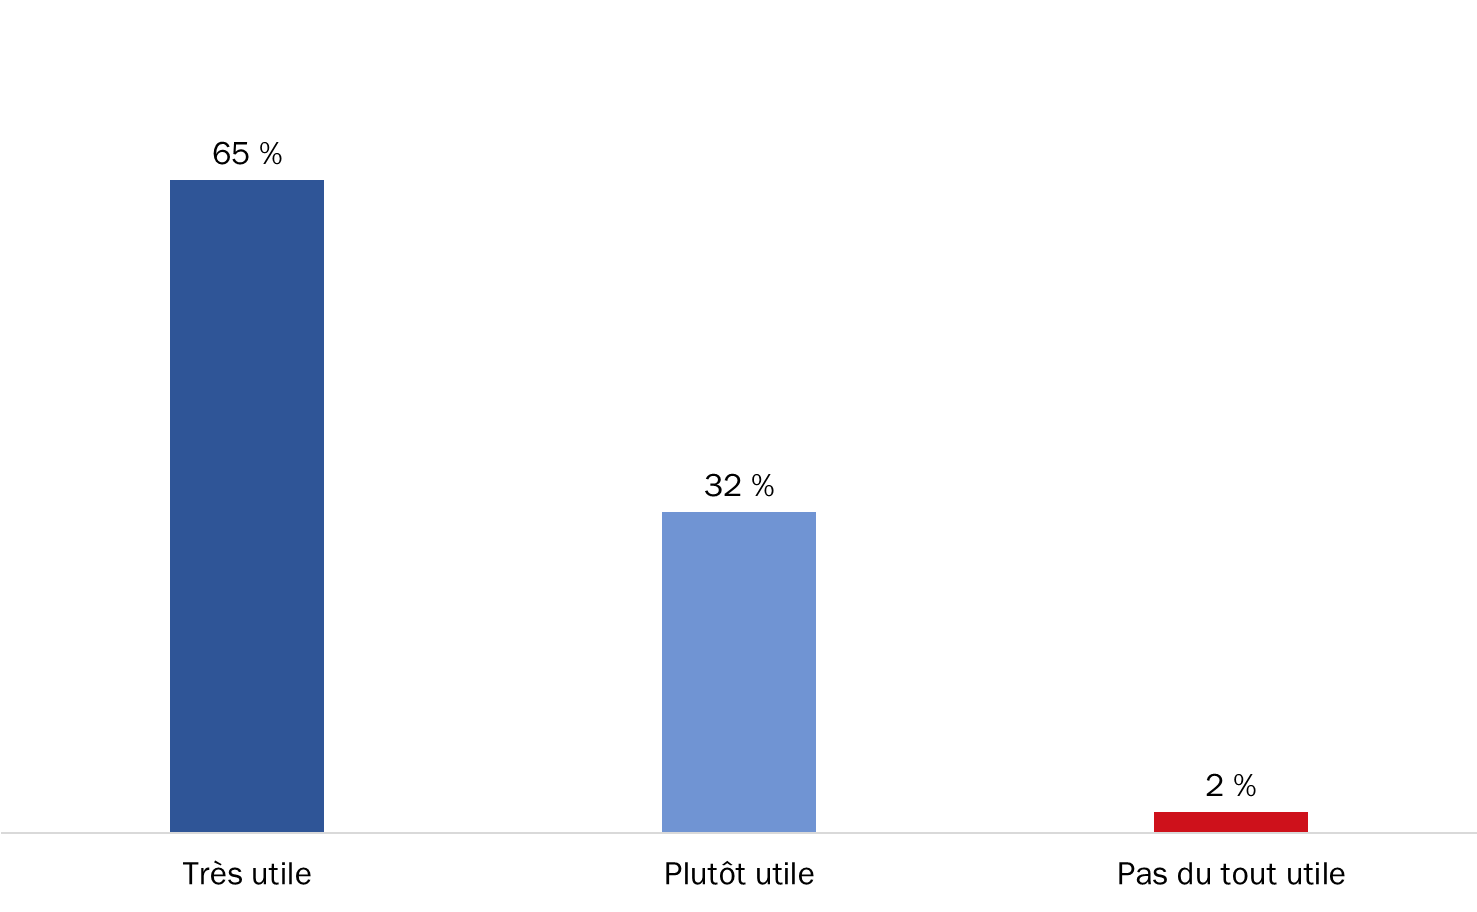 65 %
32 %
2 %
Très utile
Plutôt utile
Pas du tout utile